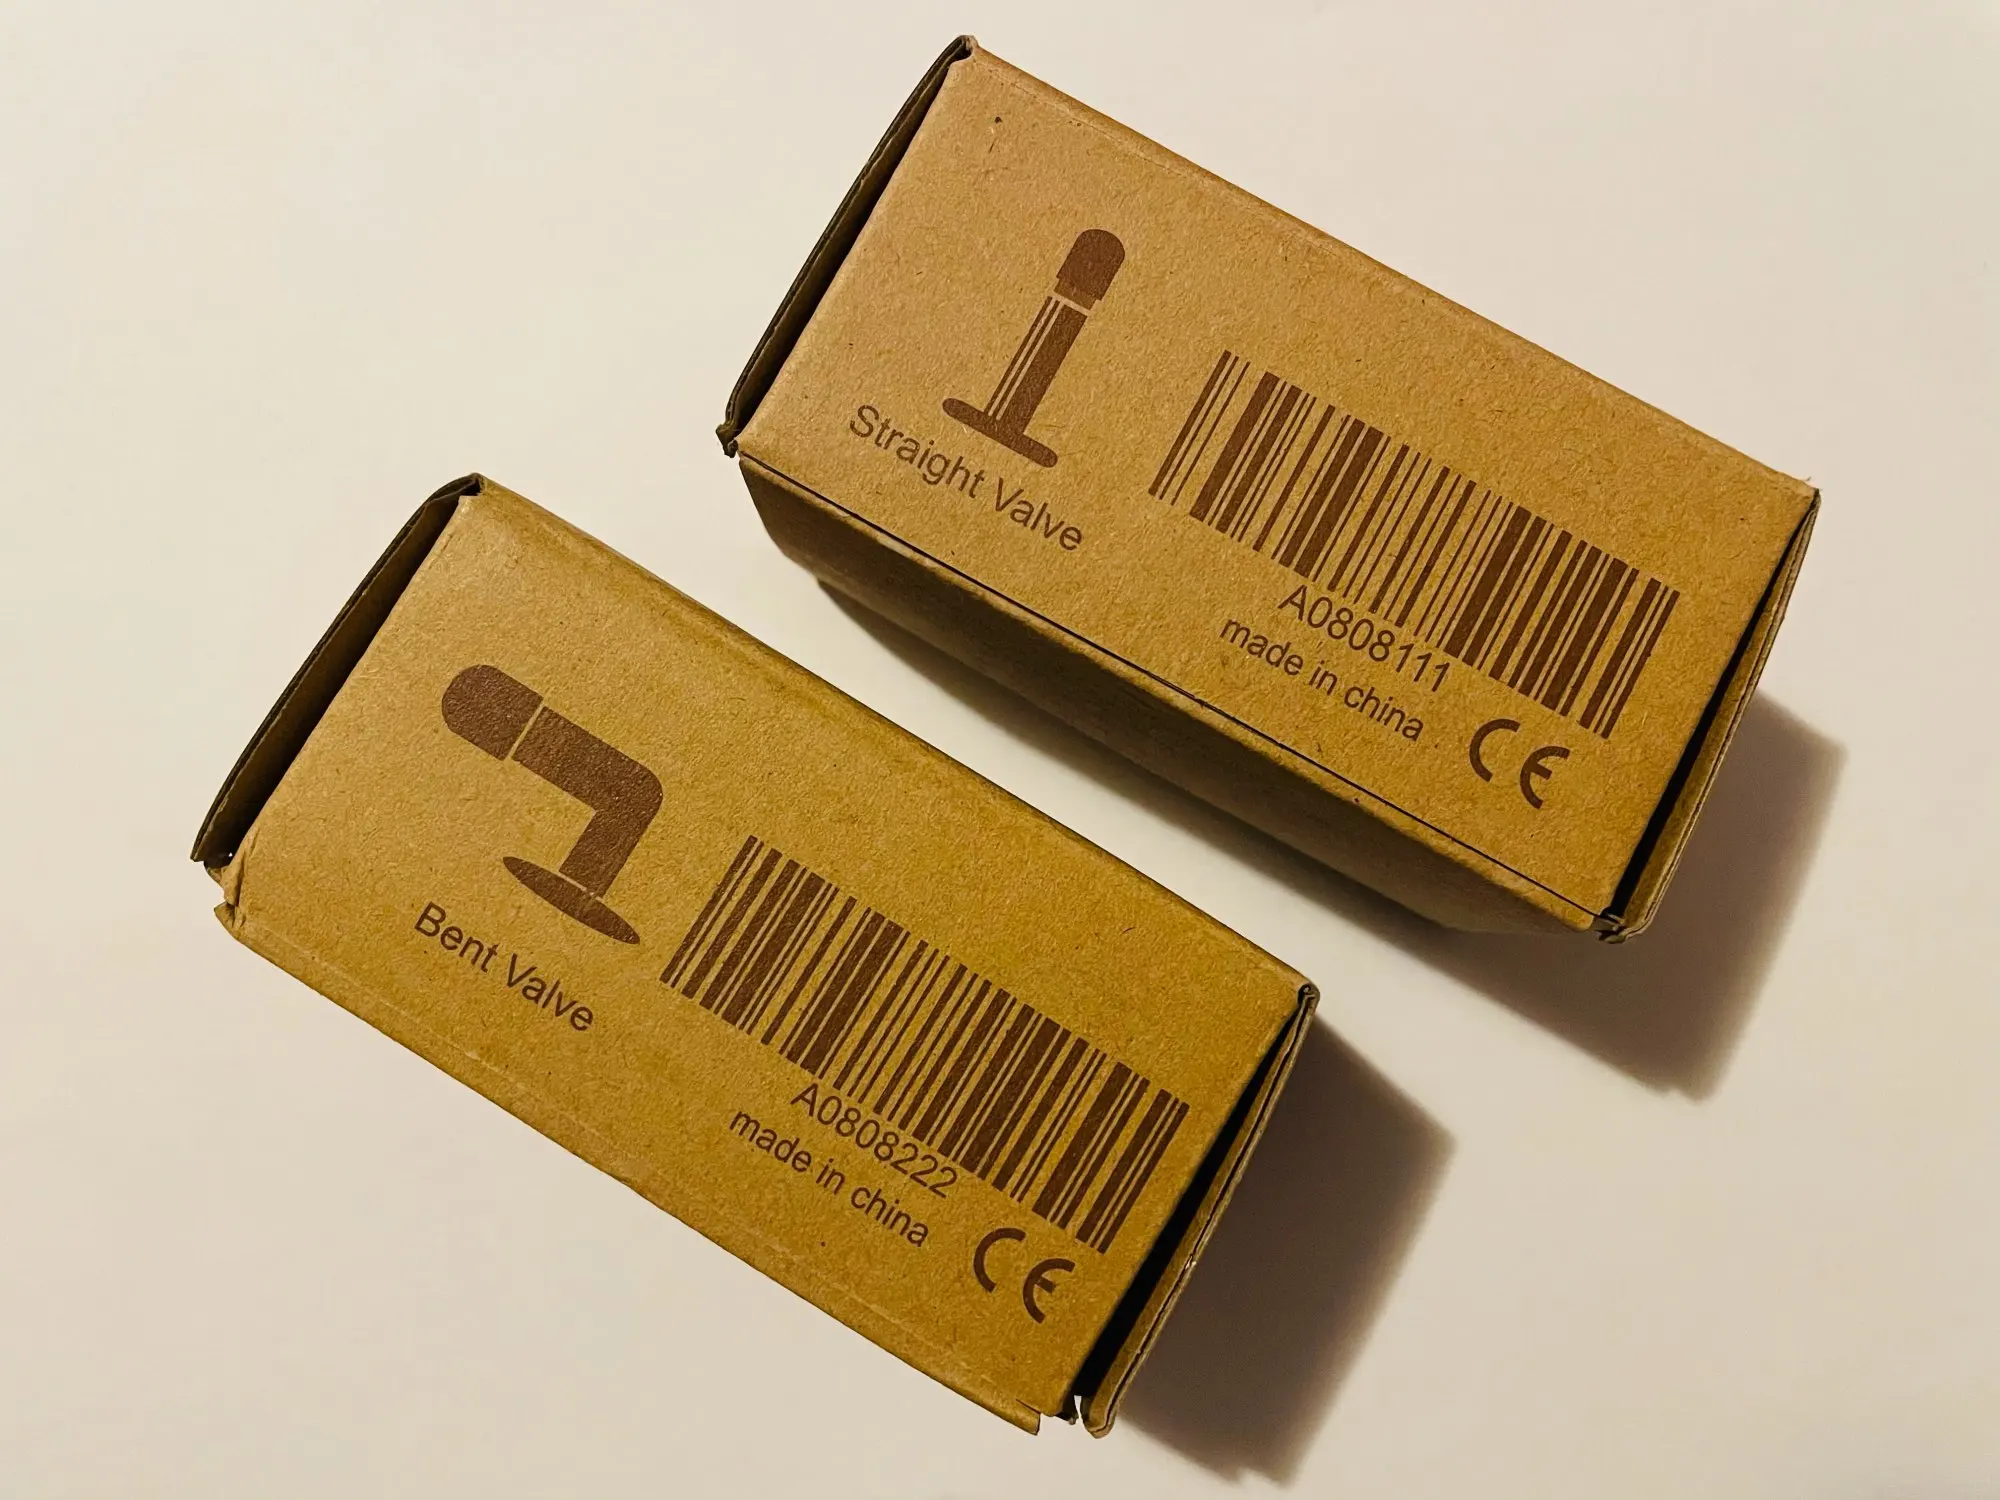 Straight Valve
A0808111
made in china
CE
Bent Valve
A0808222
made in china
CE